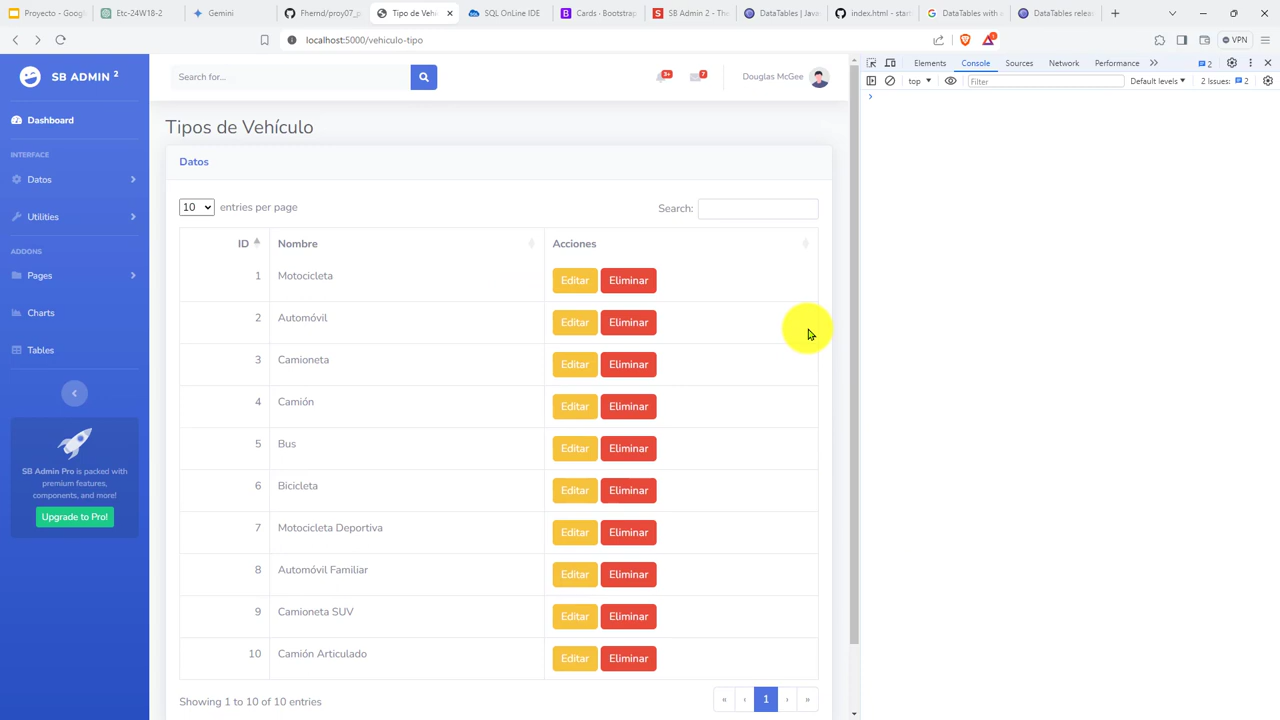 Proyecto - Googl
Etc-24W18-2
Gemini
Fhernd/proy07_p
Tipo de Vehí
SQL OnLine IDE
Cards · Bootstrap
SB Admin 2 - The
DataTables | Java
index.html - start
DataTables with e
DataTables relea
localhost:5000/vehiculo-tipo
VPN
SB ADMIN 2
Dashboard
INTERFACE
Datos
Utilities
ADDONS
Pages
Charts
Tables
SB Admin Pro is packed with
premium features,
components, and more!
Upgrade to Pro!
Search for...
3+
7
Douglas McGee
Tipos de Vehículo
Datos
10 entries per page
Search:
ID Nombre Acciones
1 Motocicleta Editar Eliminar
2 Automóvil Editar Eliminar
3 Camioneta Editar Eliminar
4 Camión Editar Eliminar
5 Bus Editar Eliminar
6 Bicicleta Editar Eliminar
7 Motocicleta Deportiva Editar Eliminar
8 Automóvil Familiar Editar Eliminar
9 Camioneta SUV Editar Eliminar
10 Camión Articulado Editar Eliminar
Showing 1 to 10 of 10 entries
« ‹ 1 › »
Elements Console Sources Network Performance » 2
top Filter Default levels 2 Issues: 2